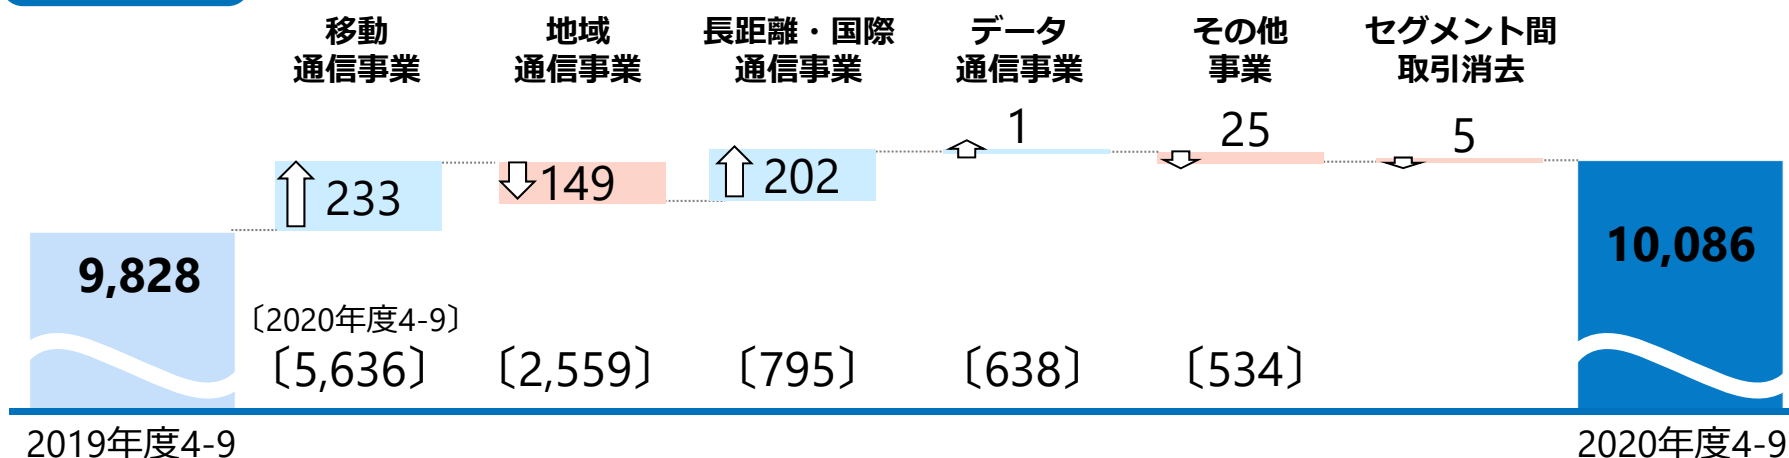 移動
通信事業
地域
通信事業
長距離・国際
通信事業
データ
通信事業
その他
事業
セグメント間
取引消去
233
149
202
1
25
5
9,828
10,086
〔2020年度4-9〕
〔5,636〕
〔2,559〕
〔795〕
〔638〕
〔534〕
2019年度4-9
2020年度4-9